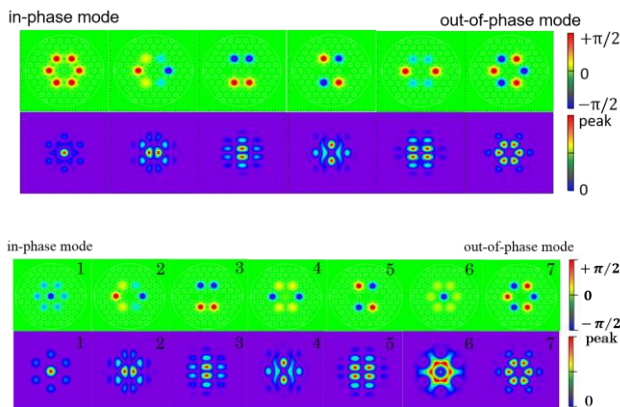 in-phase mode
out-of-phase mode
+π/2
0
−π/2
peak
0
in-phase mode
out-of-phase mode
1 2 3 4 5 6 7
+π/2
0
−π/2
1 2 3 4 5 6 7
peak
0